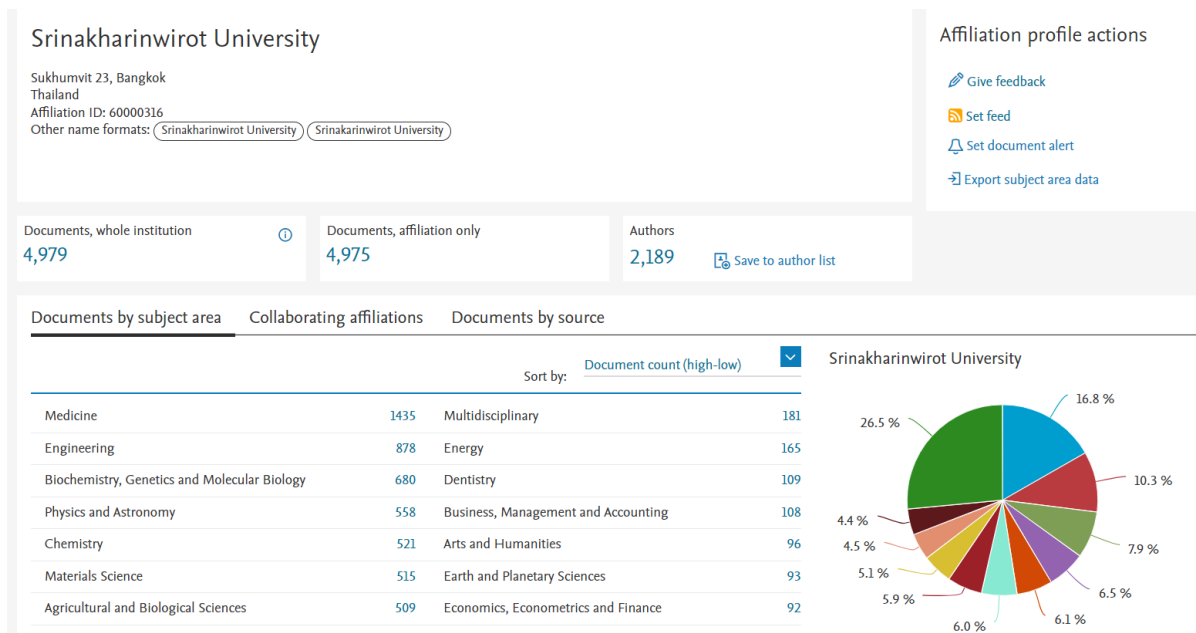 Srinakharinwirot University
Sukhumvit 23, Bangkok
Thailand
Affiliation ID: 60000316
Other name formats: Srinakharinwirot University Srinakarinwirot University
Affiliation profile actions
Give feedback
Set feed
Set document alert
Export subject area data
Documents, whole institution
4,979
Documents, affiliation only
4,975
Authors
2,189 Save to author list
Documents by subject area Collaborating affiliations Documents by source
Sort by: Document count (high-low)
Medicine 1435 Multidisciplinary 181
Engineering 878 Energy 165
Biochemistry, Genetics and Molecular Biology 680 Dentistry 109
Physics and Astronomy 558 Business, Management and Accounting 108
Chemistry 521 Arts and Humanities 96
Materials Science 515 Earth and Planetary Sciences 93
Agricultural and Biological Sciences 509 Economics, Econometrics and Finance 92
Srinakharinwirot University
16.8 %
10.3 %
7.9 %
6.5 %
6.1 %
6.0 %
5.9 %
5.1 %
4.5 %
4.4 %
26.5 %